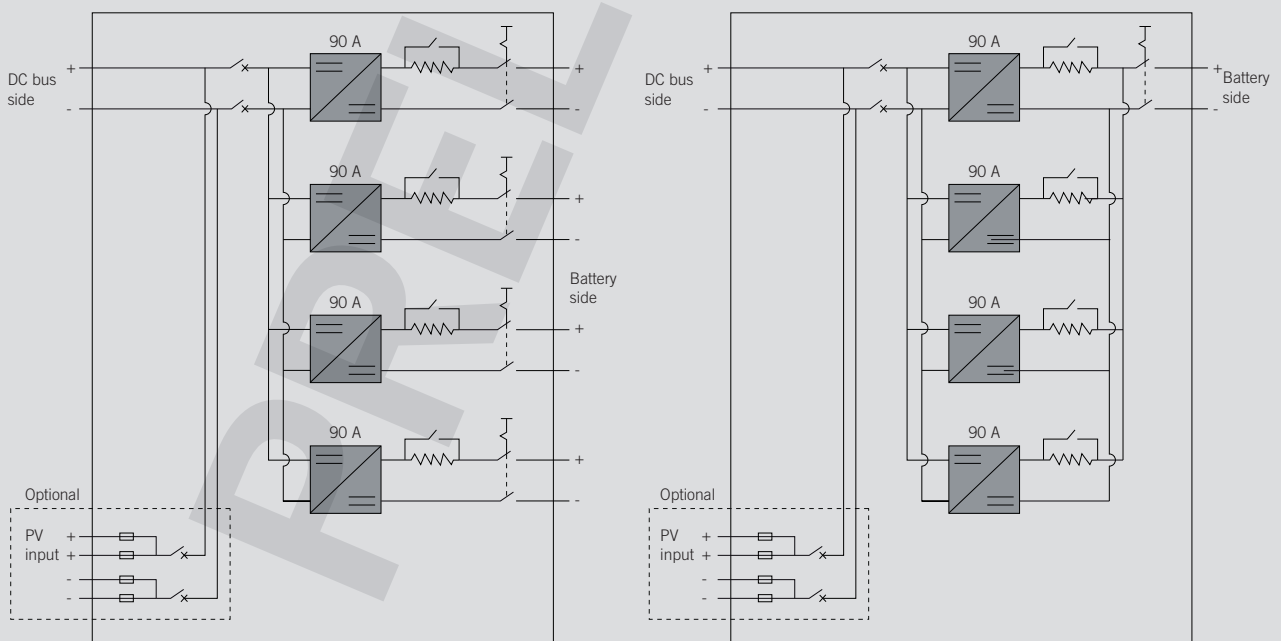 90 A
+
DC bus
side
-
+
-
90 A
+
-
Battery
side
90 A
+
-
90 A
+
-
Optional
PV +
input +
-
-
90 A
+
DC bus
side
-
+ Battery
side
-
90 A
90 A
90 A
Optional
PV +
input +
-
-
PREL